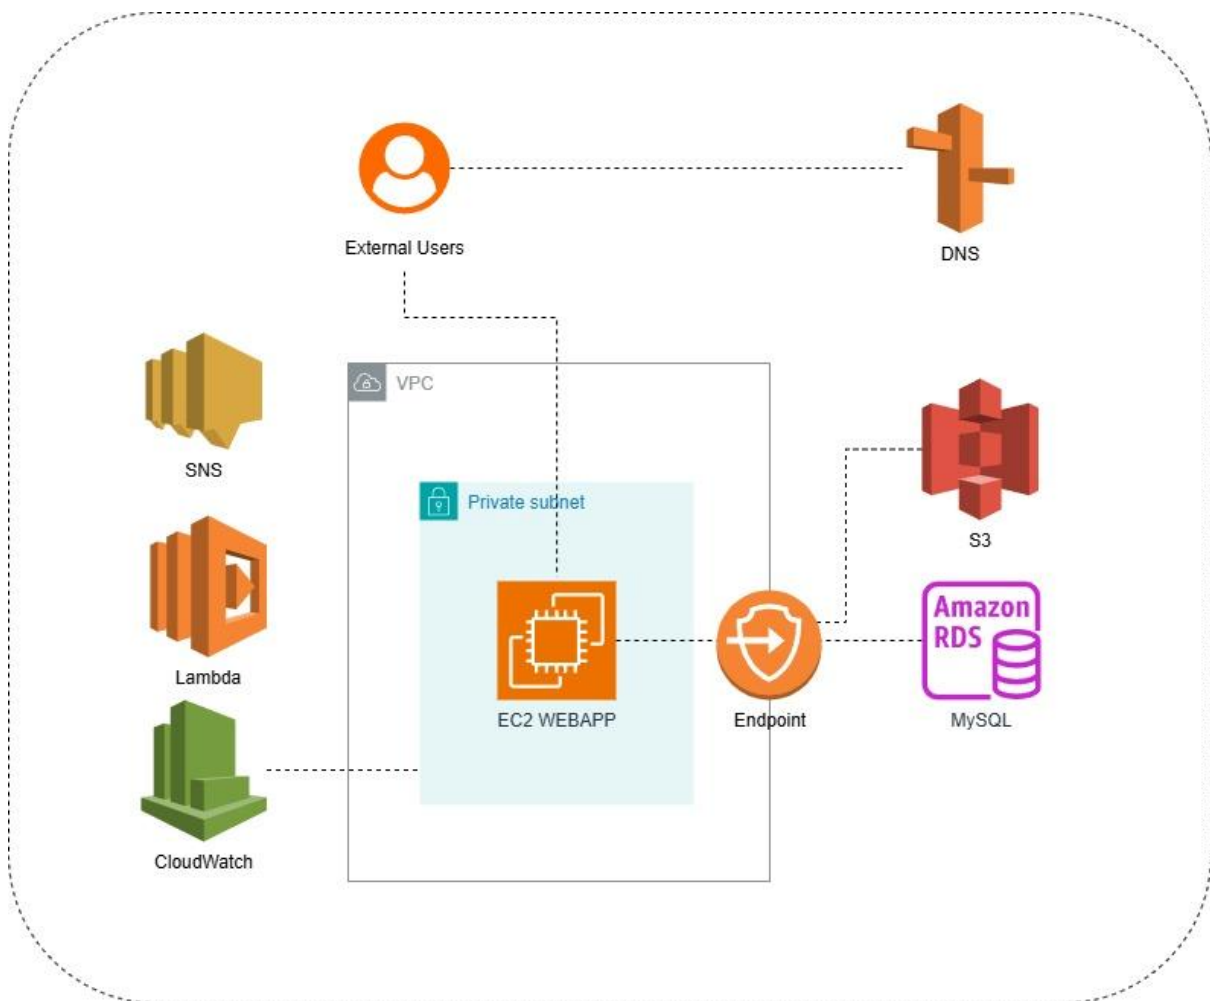 External Users
DNS
SNS
VPC
Private subnet
S3
Lambda
EC2 WEBAPP
Endpoint
Amazon
RDS
MySQL
CloudWatch